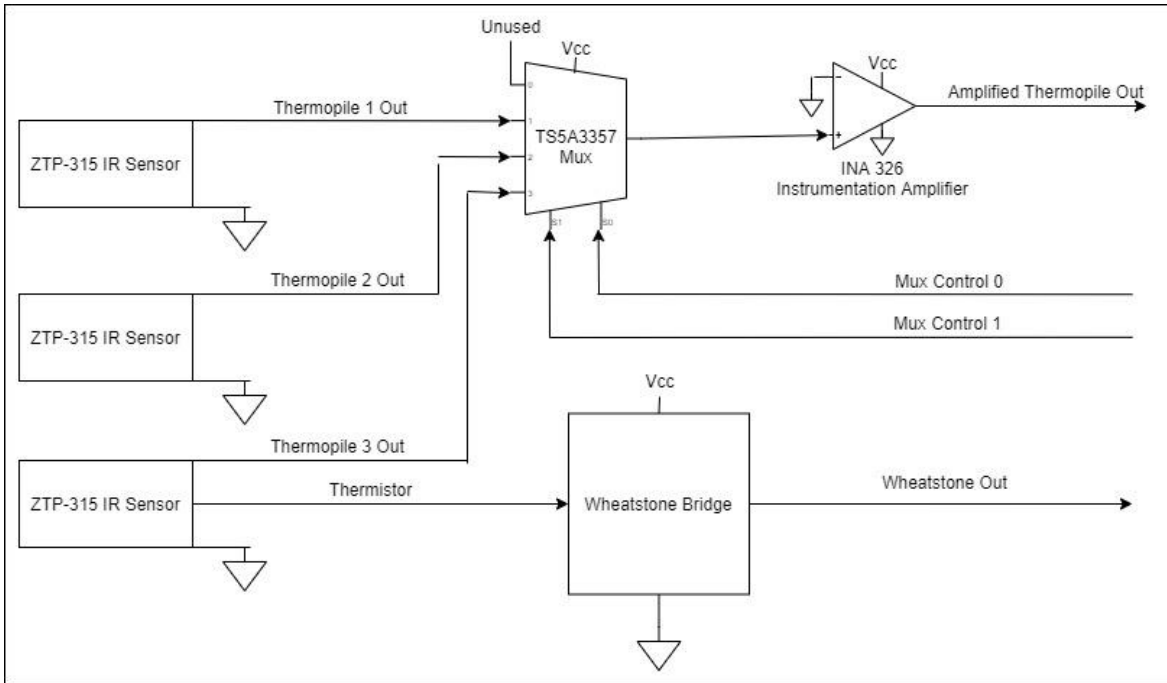 Unused
Vcc
Vcc
0
Thermopile 1 Out
Amplified Thermopile Out
1
ZTP-315 IR Sensor
TS5A3357
Mux
2
3
INA 326
Instrumentation Amplifier
S1
S0
Thermopile 2 Out
Mux Control 0
ZTP-315 IR Sensor
Mux Control 1
Vcc
Thermopile 3 Out
ZTP-315 IR Sensor
Thermistor
Wheatstone Bridge
Wheatstone Out